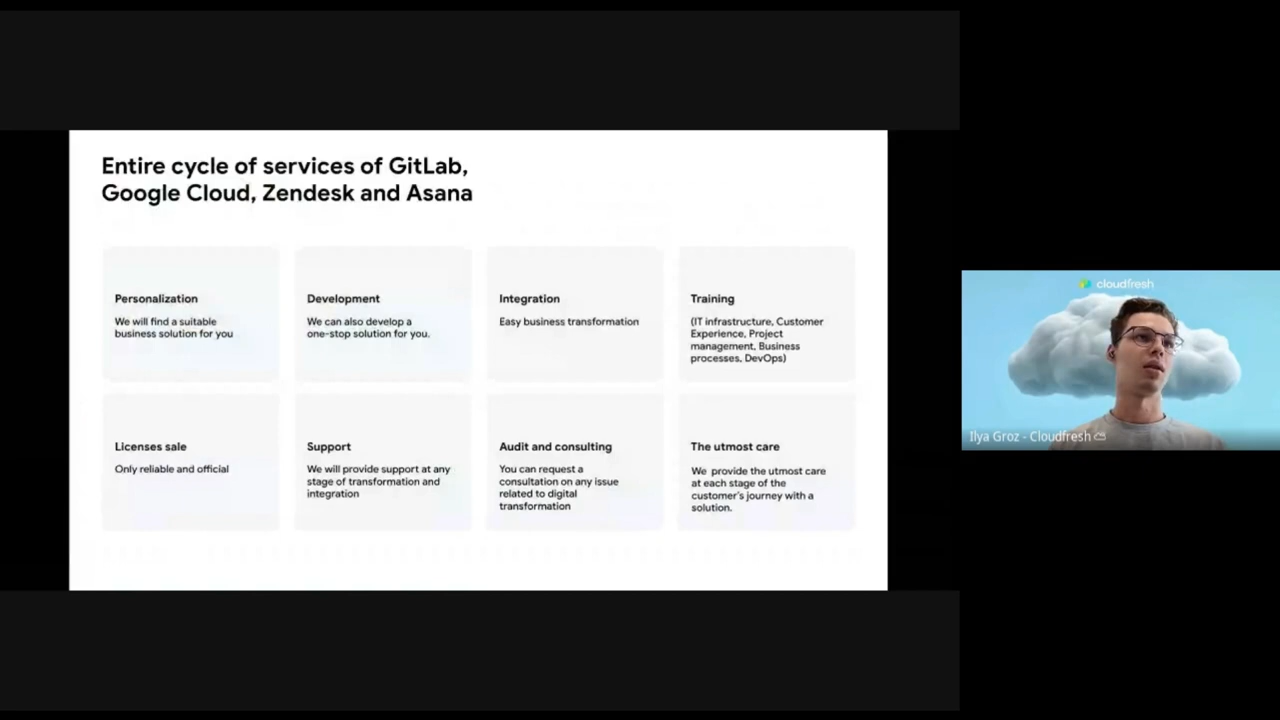 Entire cycle of services of GitLab,
Google Cloud, Zendesk and Asana
Personalization
We will find a suitable
business solution for you
Development
We can also develop a
one-stop solution for you.
Integration
Easy business transformation
Training
(IT infrastructure, Customer
Experience, Project
management, Business
processes, DevOps)
Licenses sale
Only reliable and official
Support
We will provide support at any
stage of transformation and
integration
Audit and consulting
You can request a
consultation on any issue
related to digital
transformation
The utmost care
We provide the utmost care
at each stage of the
customer's journey with a
solution.
cloudfresh
Ilya Groz - Cloudfresh